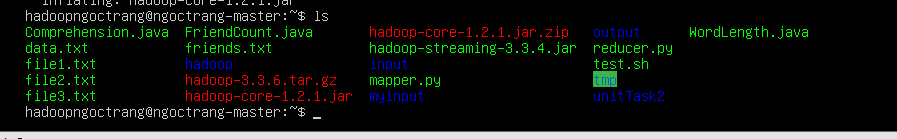 inflating: hadoop-core-1.2.1.jar
hadoopngoctrang@ngoctrang-master:~$ ls
Comprehension.java FriendCount.java hadoop-core-1.2.1.jar.zip output WordLength.java
data.txt friends.txt hadoop-streaming-3.3.4.jar reducer.py
file1.txt hadoop input test.sh
file2.txt hadoop-3.3.6.tar.gz mapper.py tmp
file3.txt hadoop-core-1.2.1.jar myinput unitTask2
hadoopngoctrang@ngoctrang-master:~$ _